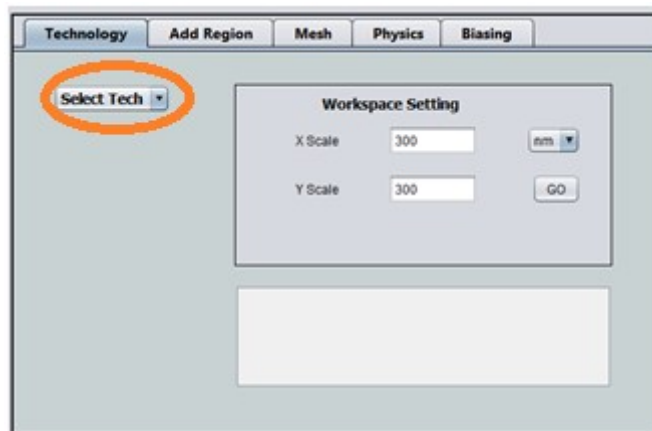 Technology Add Region Mesh Physics Biasing
Select Tech
Workspace Setting
X Scale 300 nm
Y Scale 300 GO